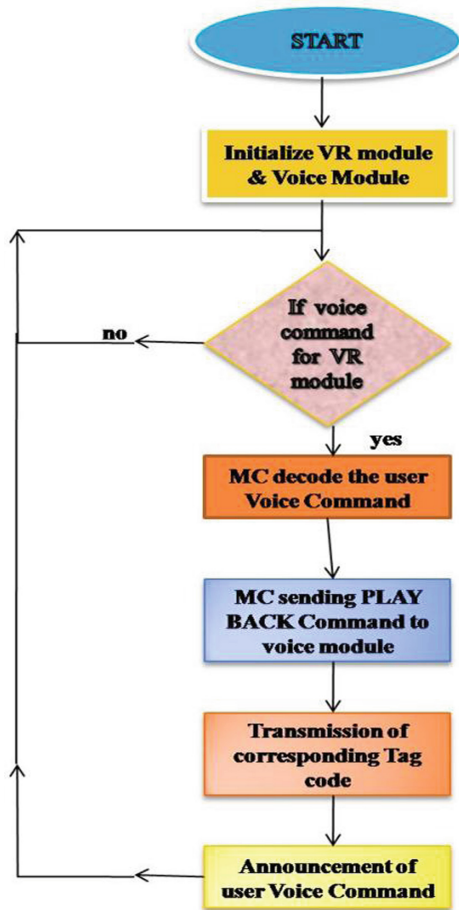 START
Initialize VR module
& Voice Module
If voice
command
for VR
module
no
yes
MC decode the user
Voice Command
MC sending PLAY
BACK Command to
voice module
Transmission of
corresponding Tag
code
Announcement of
user Voice Command